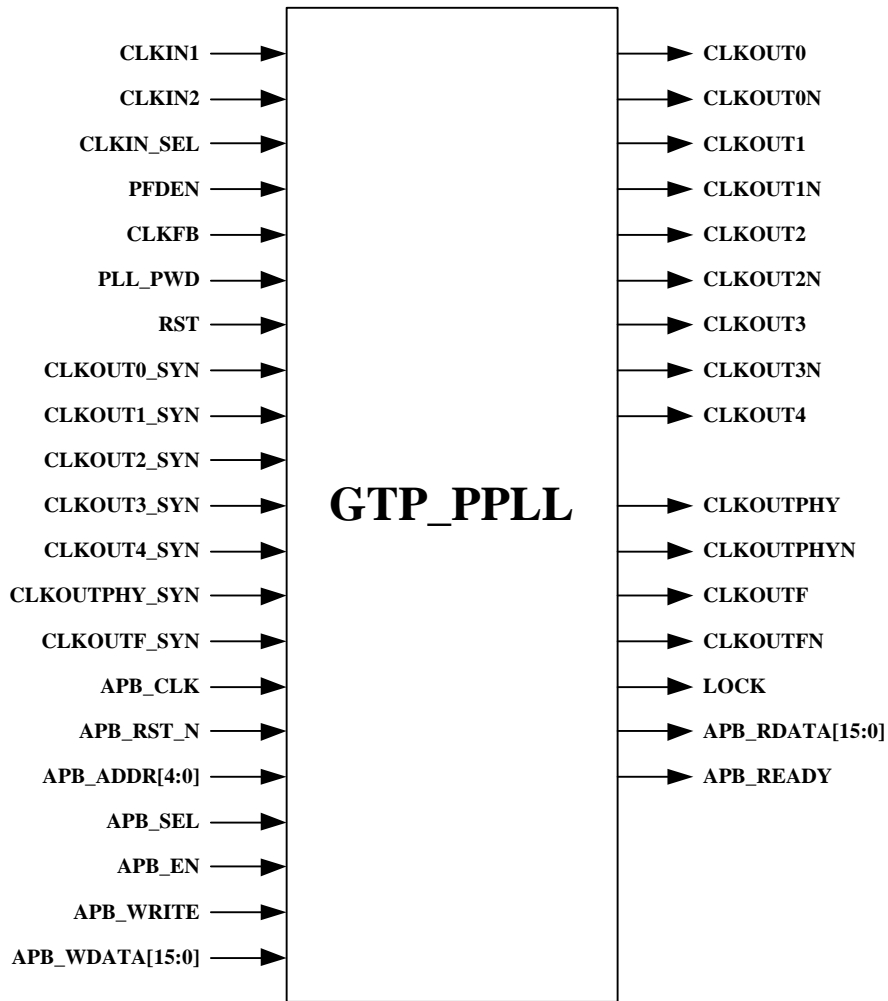 CLKIN1
CLKIN2
CLKIN_SEL
PFDEN
CLKFB
PLL_PWD
RST
CLKOUT0_SYN
CLKOUT1_SYN
CLKOUT2_SYN
CLKOUT3_SYN
CLKOUT4_SYN
CLKOUTPHY_SYN
CLKOUTF_SYN
APB_CLK
APB_RST_N
APB_ADDR[4:0]
APB_SEL
APB_EN
APB_WRITE
APB_WDATA[15:0]
GTP_PPLL
CLKOUT0
CLKOUT0N
CLKOUT1
CLKOUT1N
CLKOUT2
CLKOUT2N
CLKOUT3
CLKOUT3N
CLKOUT4
CLKOUTPHY
CLKOUTPHYN
CLKOUTF
CLKOUTFN
LOCK
APB_RDATA[15:0]
APB_READY